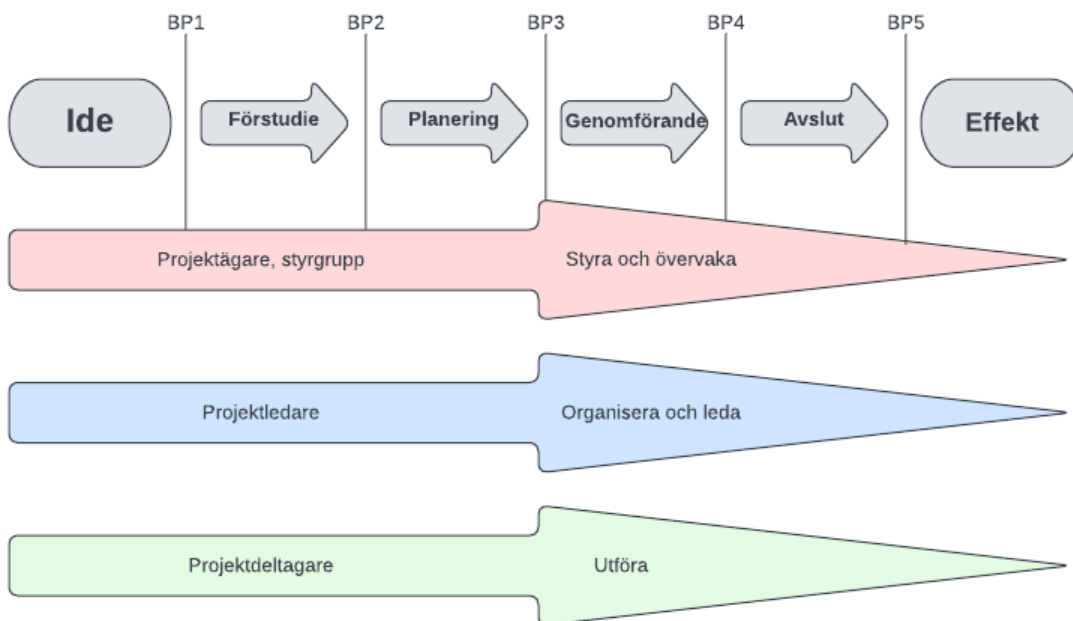 BP1 BP2 BP3 BP4 BP5
Ide Förstudie Planering Genomförande Avslut Effekt
Projektägare, styrgrupp Styra och övervaka
Projektledare Organisera och leda
Projektdeltagare Utföra